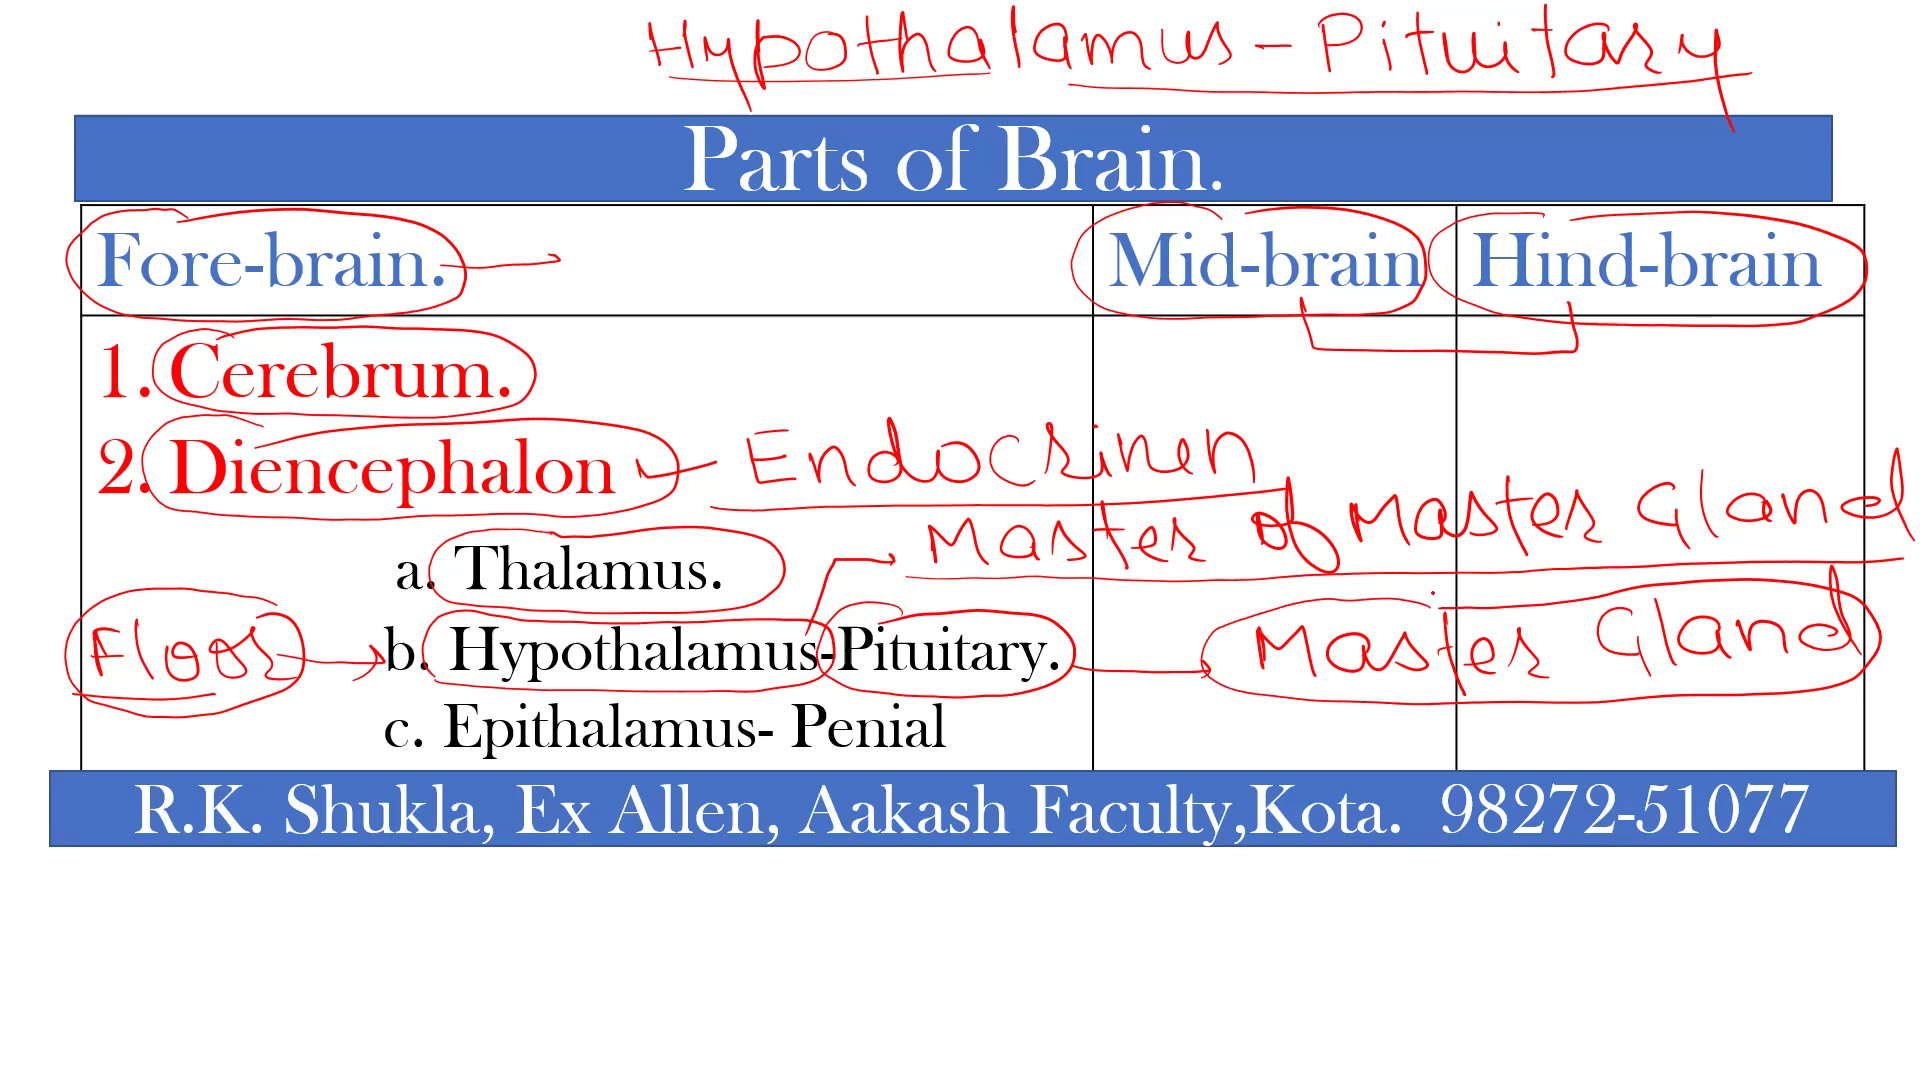 Hypothalamus-Pituitary
Parts of Brain.
Fore-brain. Mid-brain Hind-brain
1. Cerebrum.
2. Diencephalon Endocrinen
a. Thalamus. Master of Master Gland
Floor b. Hypothalamus-Pituitary. Master Gland
c. Epithalamus- Penial
R.K. Shukla, Ex Allen, Aakash Faculty,Kota. 98272-51077